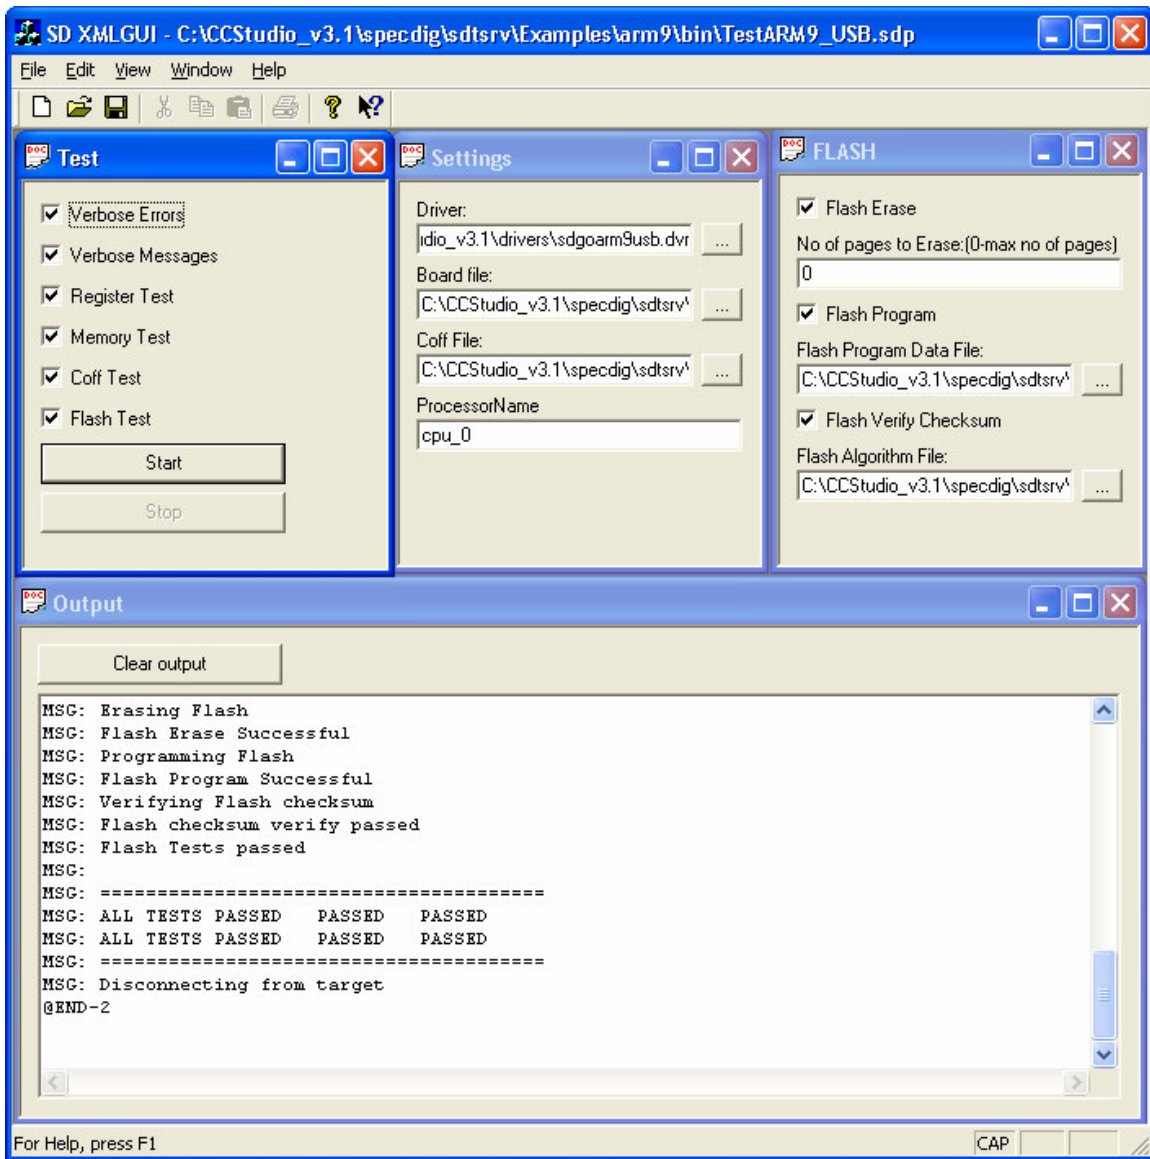 SD XMLGUI - C:\CCStudio_v3.1\specdig\sdtsrv\Examples\arm9\bin\TestARM9_USB.sdp
File Edit View Window Help
Test
Verbose Errors
Verbose Messages
Register Test
Memory Test
Coff Test
Flash Test
Start
Stop
Settings
Driver:
idio_v3.1\drivers\sdgoarm9usb.dvr ...
Board file:
C:\CCStudio_v3.1\specdig\sdtsrv\ ...
Coff File:
C:\CCStudio_v3.1\specdig\sdtsrv\ ...
ProcessorName
cpu_0
FLASH
Flash Erase
No of pages to Erase:(0-max no of pages)
0
Flash Program
Flash Program Data File:
C:\CCStudio_v3.1\specdig\sdtsrv\ ...
Flash Verify Checksum
Flash Algorithm File:
C:\CCStudio_v3.1\specdig\sdtsrv\ ...
Output
Clear output
MSG: Erasing Flash
MSG: Flash Erase Successful
MSG: Programming Flash
MSG: Flash Program Successful
MSG: Verifying Flash checksum
MSG: Flash checksum verify passed
MSG: Flash Tests passed
MSG:
MSG: =======================================
MSG: ALL TESTS PASSED PASSED PASSED
MSG: ALL TESTS PASSED PASSED PASSED
MSG: =======================================
MSG: Disconnecting from target
@END-2
For Help, press F1
CAP